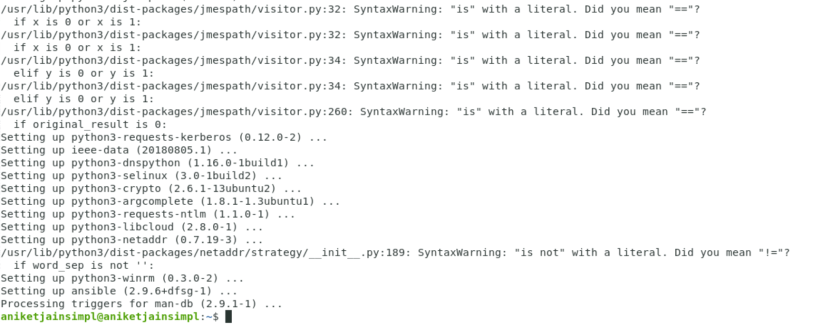 /usr/lib/python3/dist-packages/jmespath/visitor.py:32: SyntaxWarning: "is" with a literal. Did you mean "=="?
  if x is 0 or x is 1:
/usr/lib/python3/dist-packages/jmespath/visitor.py:32: SyntaxWarning: "is" with a literal. Did you mean "=="?
  if x is 0 or x is 1:
/usr/lib/python3/dist-packages/jmespath/visitor.py:34: SyntaxWarning: "is" with a literal. Did you mean "=="?
  elif y is 0 or y is 1:
/usr/lib/python3/dist-packages/jmespath/visitor.py:34: SyntaxWarning: "is" with a literal. Did you mean "=="?
  elif y is 0 or y is 1:
/usr/lib/python3/dist-packages/jmespath/visitor.py:260: SyntaxWarning: "is" with a literal. Did you mean "=="?
  if original_result is 0:
Setting up python3-requests-kerberos (0.12.0-2) ...
Setting up ieee-data (20180805.1) ...
Setting up python3-dnspython (1.16.0-1build1) ...
Setting up python3-selinux (3.0-1build2) ...
Setting up python3-crypto (2.6.1-13ubuntu2) ...
Setting up python3-argcomplete (1.8.1-1.3ubuntu1) ...
Setting up python3-requests-ntlm (1.1.0-1) ...
Setting up python3-libcloud (2.8.0-1) ...
Setting up python3-netaddr (0.7.19-3) ...
/usr/lib/python3/dist-packages/netaddr/strategy/__init__.py:189: SyntaxWarning: "is not" with a literal. Did you mean "!="?
  if word_sep is not '':
Setting up python3-winrm (0.3.0-2) ...
Setting up ansible (2.9.6+dfsg-1) ...
Processing triggers for man-db (2.9.1-1) ...
aniketjainsimpl@aniketjainsimpl:~$